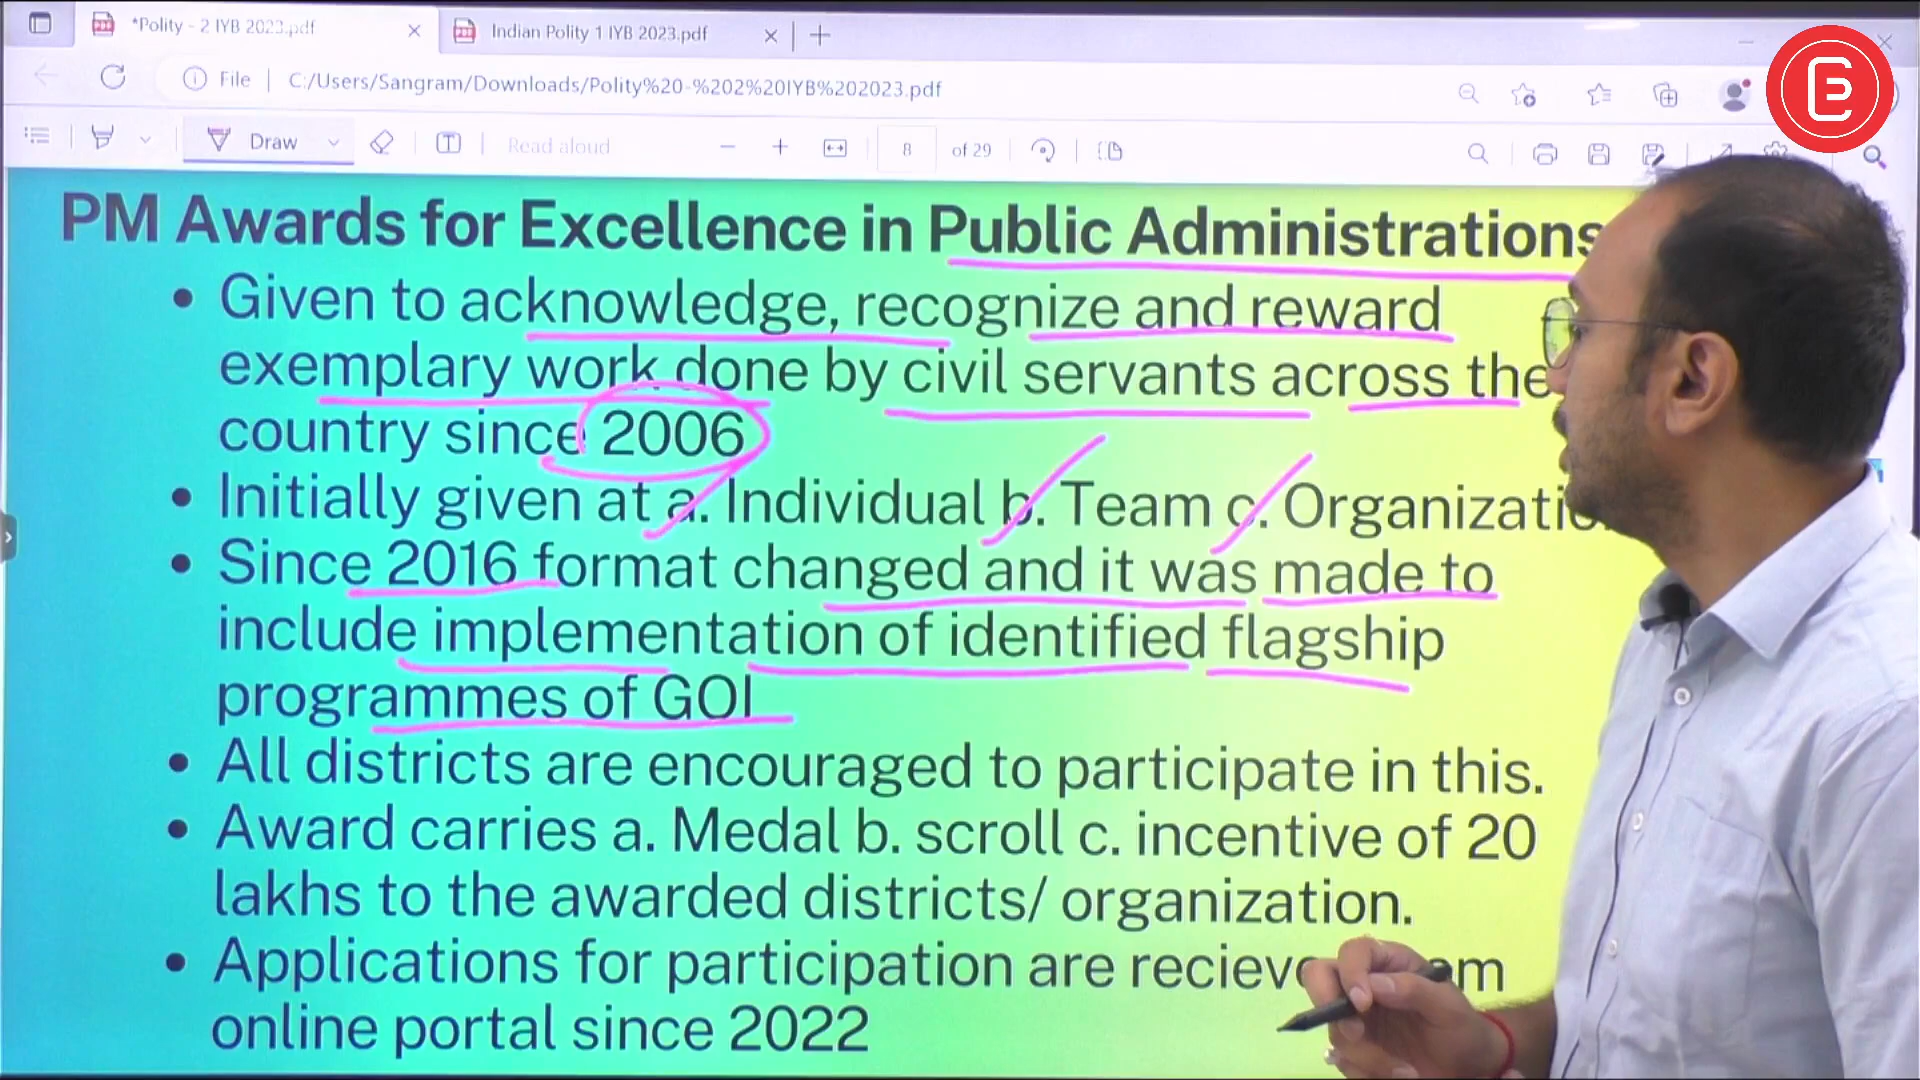 *Polity - 2 IYB 2023.pdf
Indian Polity 1 IYB 2023.pdf
File
C:/Users/Sangram/Downloads/Polity%20-%202%20IYB%202023.pdf
Draw
Read aloud
8 of 29
PM Awards for Excellence in Public Administrations
• Given to acknowledge, recognize and reward
exemplary work done by civil servants across the
country since 2006
• Initially given at a. Individual b. Team c.
• Since 2016 format changed and it was made to
include implementation of identified flagship
programmes of GOI
• All districts are encouraged to participate in this.
• Award carries a. Medal b. scroll c. incentive of 20
lakhs to the awarded districts/ organization.
• Applications for participation are
online portal since 2022